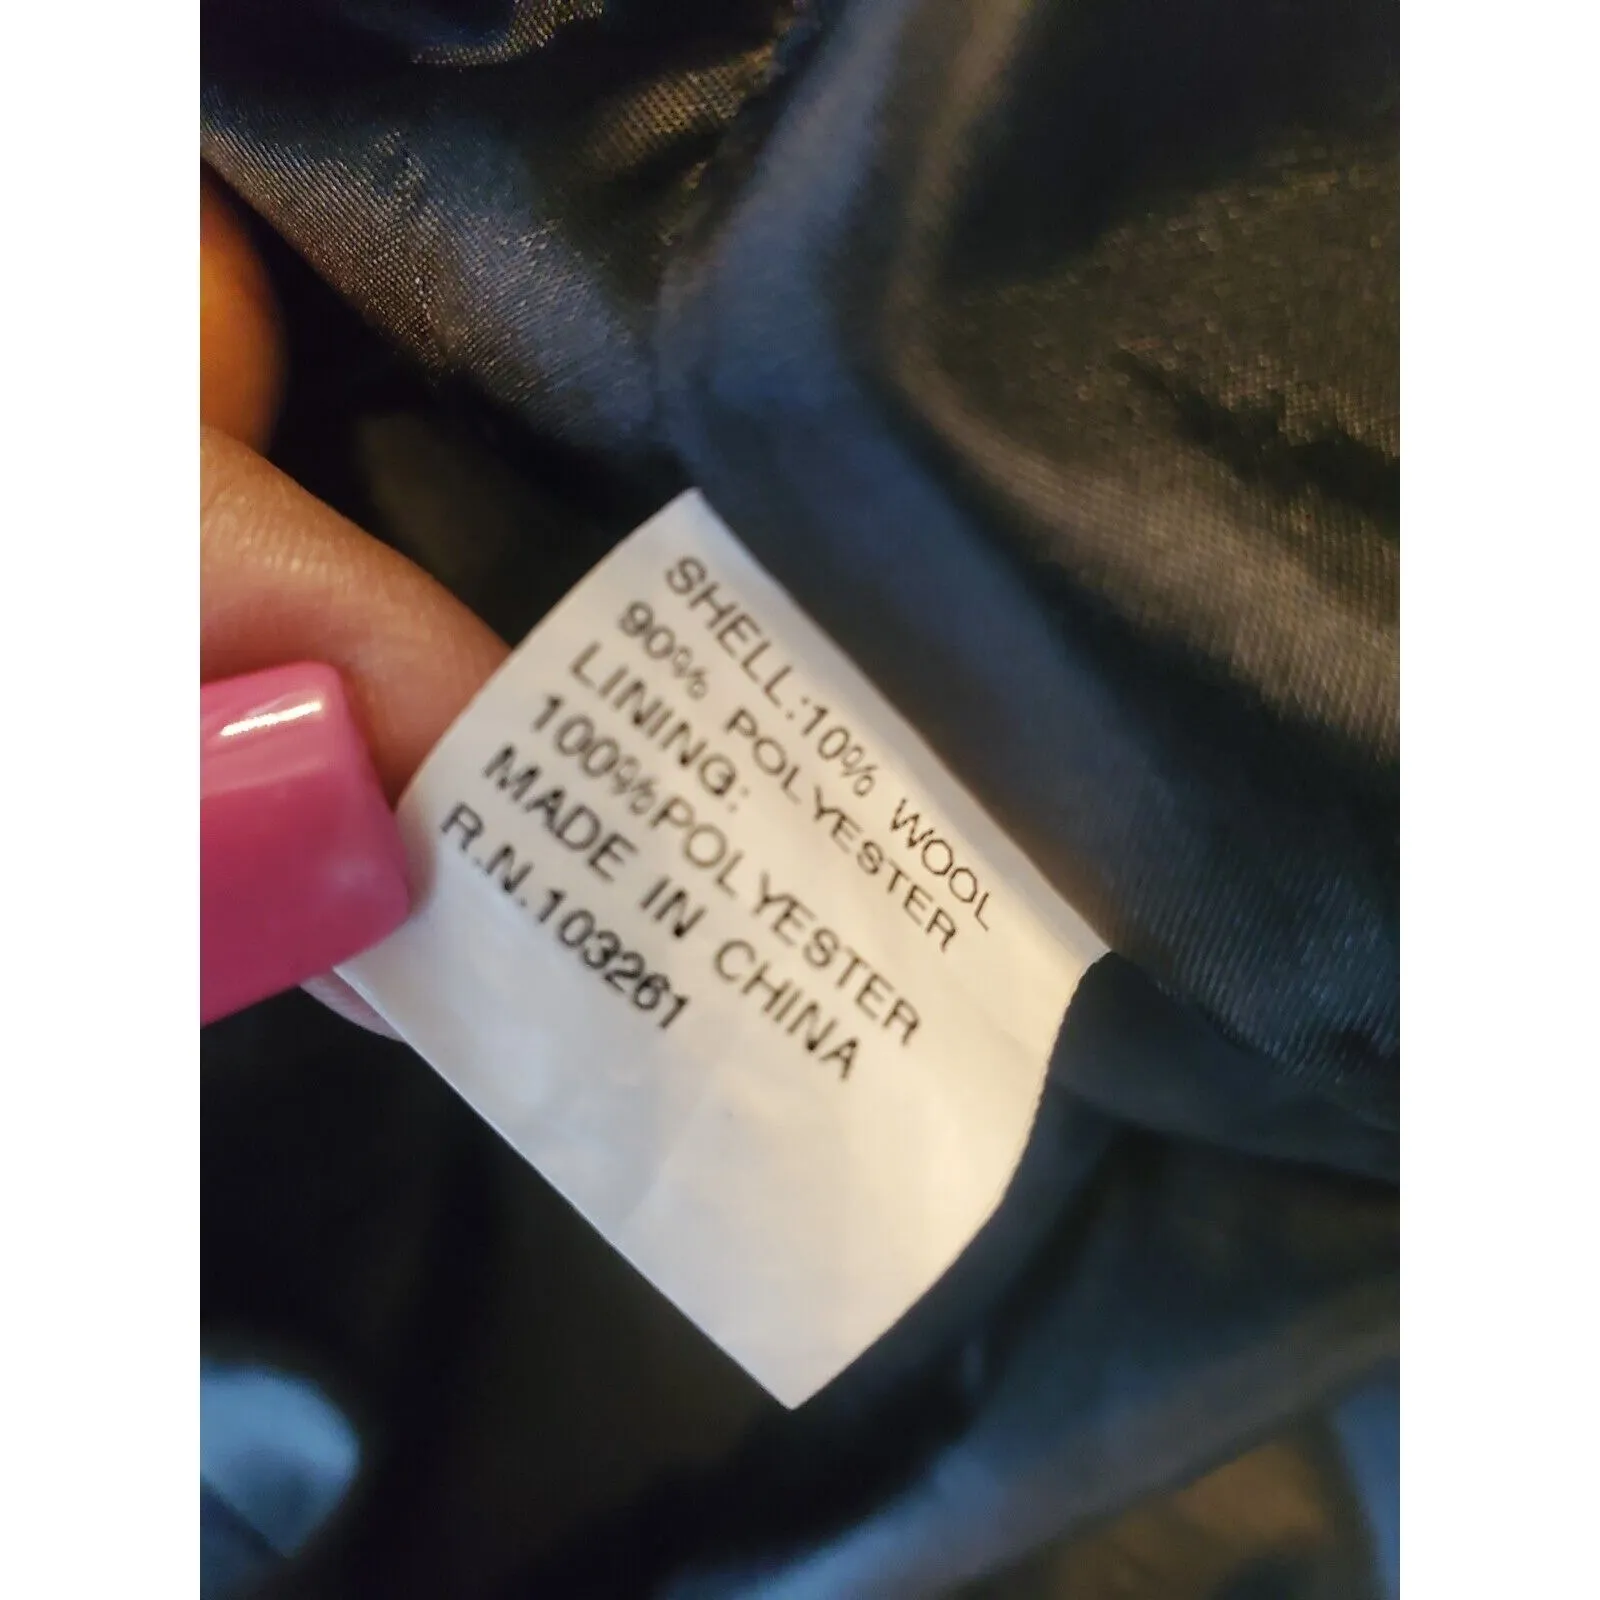 SHELL:10% WOOL
90% POLYESTER
LINING:
100%POLYESTER
MADE IN CHINA
R.N.103261